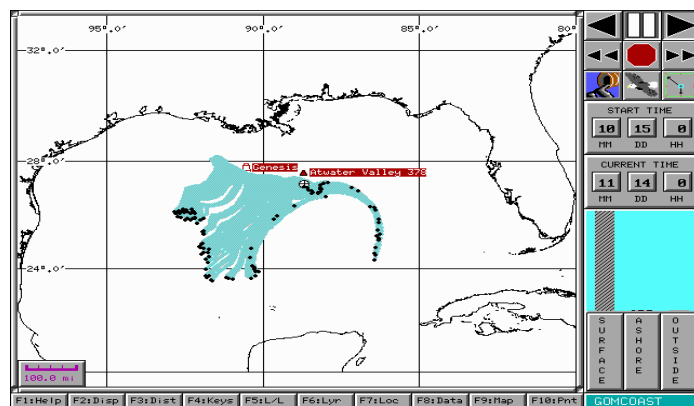 95°.0' 90°.0' 85°.0' 80°
32°.0'
28°.0'
24°.0'
Genesis
Atwater Valley 378
100.0 mi
START TIME
10 15 0
MM DD HH
CURRENT TIME
11 14 0
MM DD HH
SURFACE
ASHORE
OUTSIDE
F1:Help F2:Disp F3:Dist F4:Keys F5:L/L F6:Lyr F7:Loc F8:Data F9:Map F10:Pnt
GOMCOAST